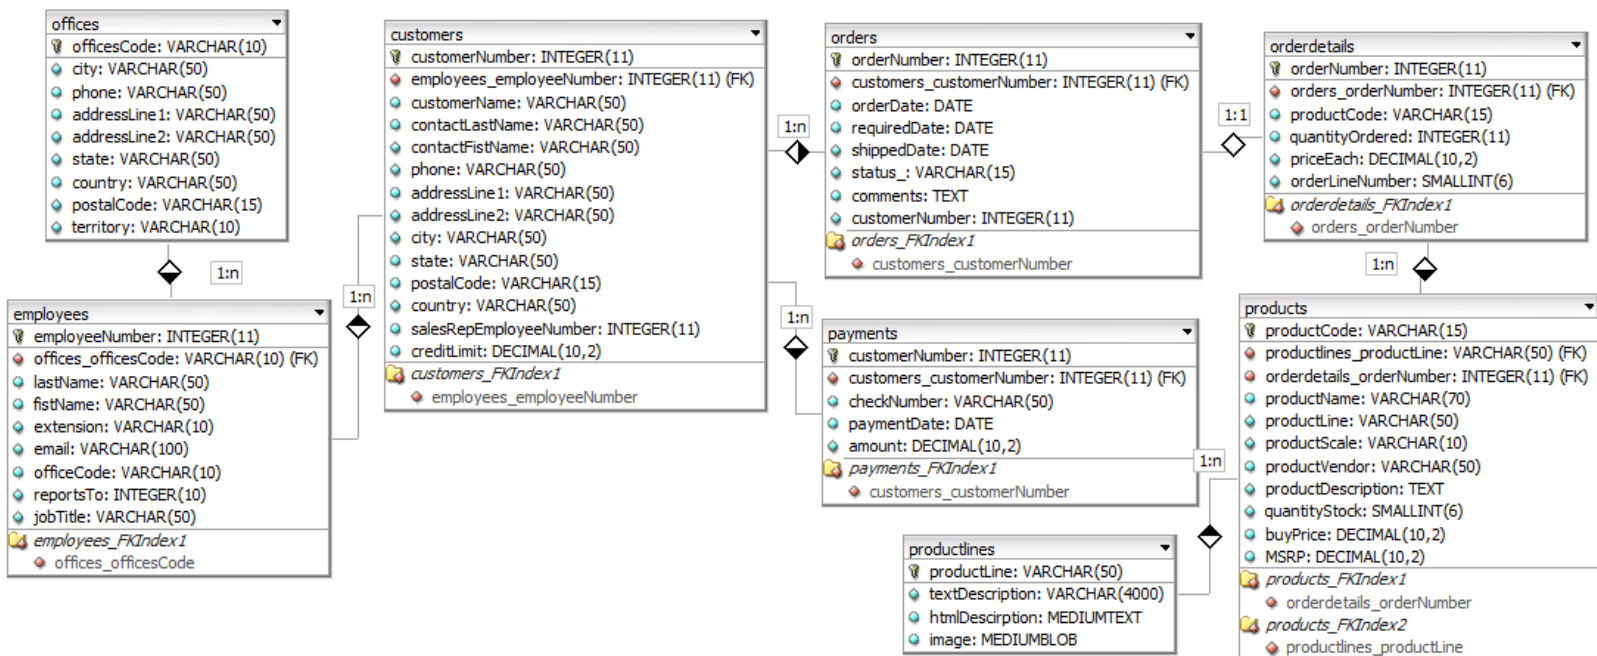 offices
officesCode: VARCHAR(10)
city: VARCHAR(50)
phone: VARCHAR(50)
addressLine1: VARCHAR(50)
addressLine2: VARCHAR(50)
state: VARCHAR(50)
country: VARCHAR(50)
postalCode: VARCHAR(15)
territory: VARCHAR(10)
1:n
employees
employeeNumber: INTEGER(11)
offices_officesCode: VARCHAR(10) (FK)
lastName: VARCHAR(50)
fistName: VARCHAR(50)
extension: VARCHAR(10)
email: VARCHAR(100)
officeCode: VARCHAR(10)
reportsTo: INTEGER(10)
jobTitle: VARCHAR(50)
employees_FKIndex1
offices_officesCode
1:n
customers
customerNumber: INTEGER(11)
employees_employeeNumber: INTEGER(11) (FK)
customerName: VARCHAR(50)
contactLastName: VARCHAR(50)
contactFistName: VARCHAR(50)
phone: VARCHAR(50)
addressLine1: VARCHAR(50)
addressLine2: VARCHAR(50)
city: VARCHAR(50)
state: VARCHAR(50)
postalCode: VARCHAR(15)
country: VARCHAR(50)
salesRepEmployeeNumber: INTEGER(11)
creditLimit: DECIMAL(10,2)
customers_FKIndex1
employees_employeeNumber
1:n
1:n
orders
orderNumber: INTEGER(11)
customers_customerNumber: INTEGER(11) (FK)
orderDate: DATE
requiredDate: DATE
shippedDate: DATE
status_: VARCHAR(15)
comments: TEXT
customerNumber: INTEGER(11)
orders_FKIndex1
customers_customerNumber
payments
customerNumber: INTEGER(11)
customers_customerNumber: INTEGER(11) (FK)
checkNumber: VARCHAR(50)
paymentDate: DATE
amount: DECIMAL(10,2)
payments_FKIndex1
customers_customerNumber
productlines
productLine: VARCHAR(50)
textDescription: VARCHAR(4000)
htmlDescirption: MEDIUMTEXT
image: MEDIUMBLOB
1:1
1:n
orderdetails
orderNumber: INTEGER(11)
orders_orderNumber: INTEGER(11) (FK)
productCode: VARCHAR(15)
quantityOrdered: INTEGER(11)
priceEach: DECIMAL(10,2)
orderLineNumber: SMALLINT(6)
orderdetails_FKIndex1
orders_orderNumber
1:n
products
productCode: VARCHAR(15)
productlines_productLine: VARCHAR(50) (FK)
orderdetails_orderNumber: INTEGER(11) (FK)
productName: VARCHAR(70)
productLine: VARCHAR(50)
productScale: VARCHAR(10)
productVendor: VARCHAR(50)
productDescription: TEXT
quantityStock: SMALLINT(6)
buyPrice: DECIMAL(10,2)
MSRP: DECIMAL(10,2)
products_FKIndex1
orderdetails_orderNumber
products_FKIndex2
productlines_productLine